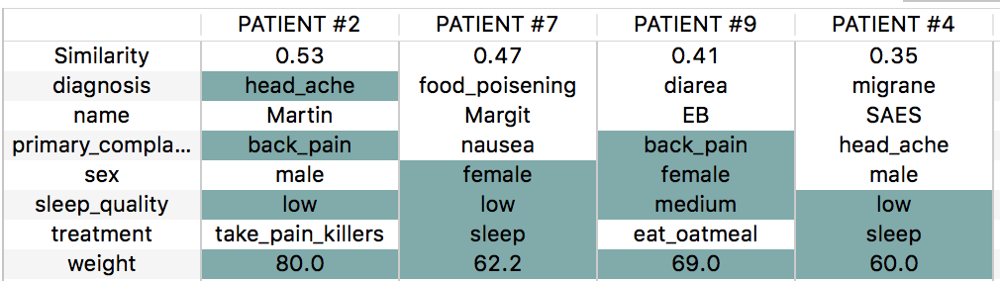 PATIENT #2 PATIENT #7 PATIENT #9 PATIENT #4
Similarity 0.53 0.47 0.41 0.35
diagnosis head_ache food_poisening diarea migrane
name Martin Margit EB SAES
primary_compla... back_pain nausea back_pain head_ache
sex male female female male
sleep_quality low low medium low
treatment take_pain_killers sleep eat_oatmeal sleep
weight 80.0 62.2 69.0 60.0